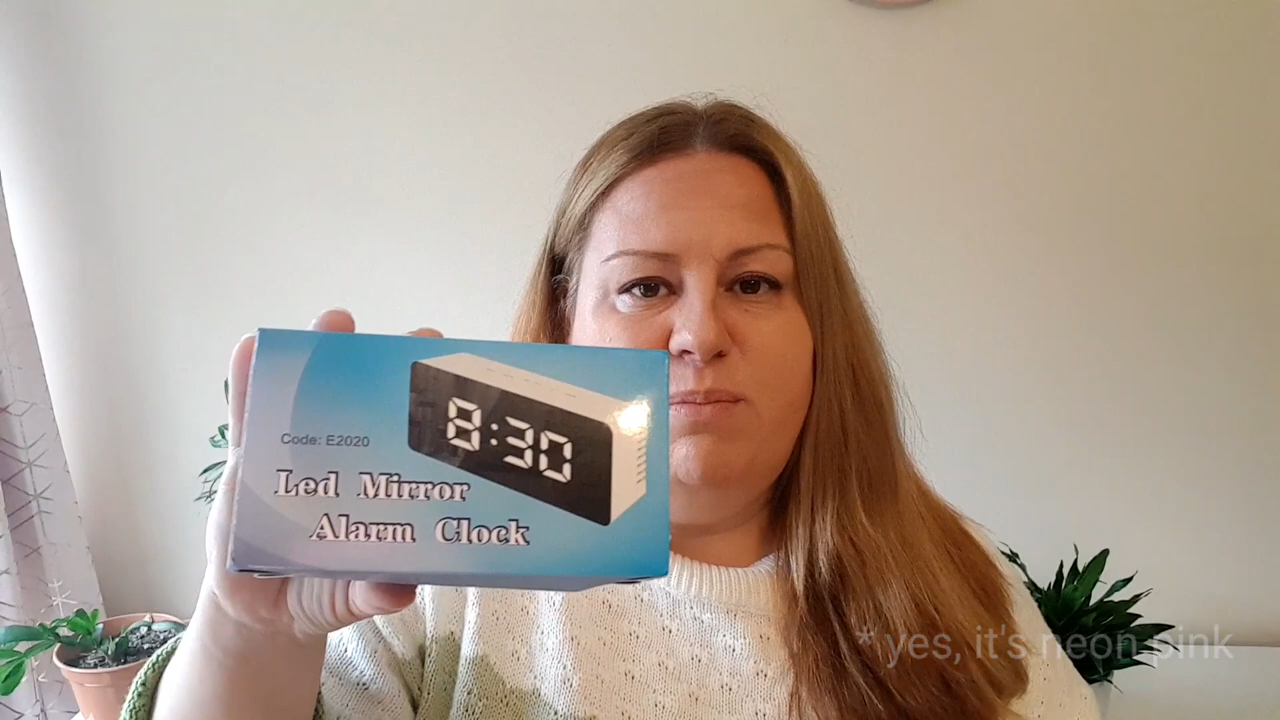 8:30
Code: E2020
Led Mirror
Alarm Clock
* yes, it's neon pink